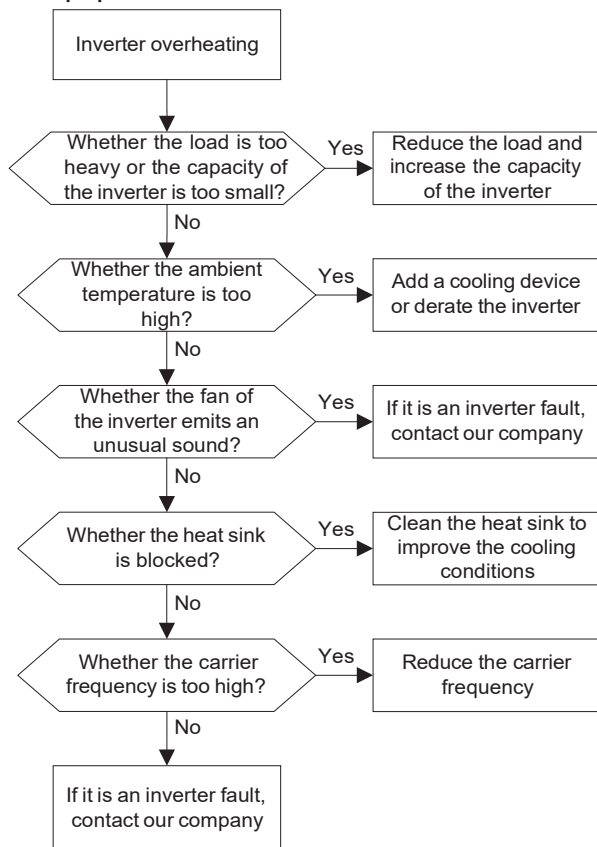 Inverter overheating
Whether the load is too
heavy or the capacity of
the inverter is too small?
Yes
Reduce the load and
increase the capacity
of the inverter
No
Whether the ambient
temperature is too
high?
Yes
Add a cooling device
or derate the inverter
No
Whether the fan of
the inverter emits an
unusual sound?
Yes
If it is an inverter fault,
contact our company
No
Whether the heat sink
is blocked?
Yes
Clean the heat sink to
improve the cooling
conditions
No
Whether the carrier
frequency is too high?
Yes
Reduce the carrier
frequency
No
If it is an inverter fault,
contact our company